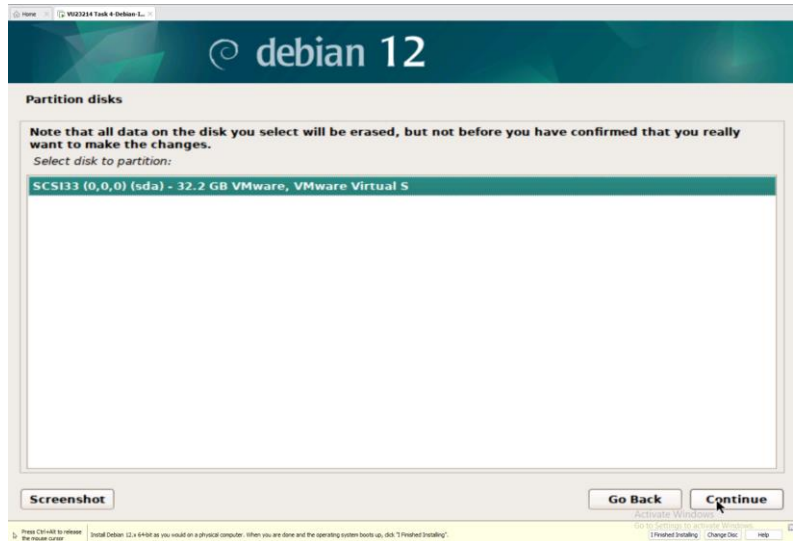 Home
VU23214 Task 4-Debian-1...
debian 12
Partition disks
Note that all data on the disk you select will be erased, but not before you have confirmed that you really
want to make the changes.
Select disk to partition:
SCSI33 (0,0,0) (sda) - 32.2 GB VMware, VMware Virtual S
Screenshot
Go Back
Continue
Activate Windows
Go to Settings to activate Windows.
Press Ctrl+Alt to release
the mouse cursor
Install Debian 12.x 64-bit as you would on a physical computer. When you are done and the operating system boots up, click "I Finished Installing".
I Finished Installing
Change Disc
Help